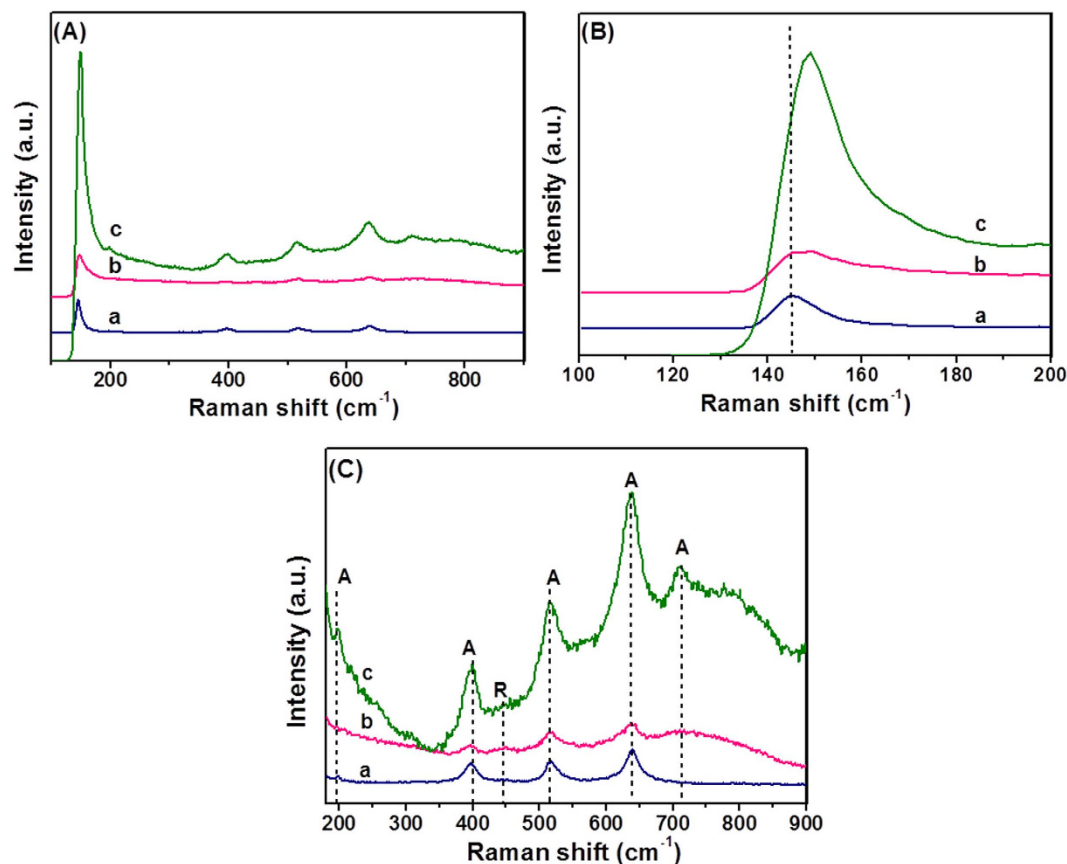 (A)
Intensity (a.u.)
c
b
a
200 400 600 800
Raman shift (cm-1)
(B)
Intensity (a.u.)
c
b
a
100 120 140 160 180 200
Raman shift (cm-1)
(C)
Intensity (a.u.)
A
A
R
A
A
A
c
b
a
200 300 400 500 600 700 800 900
Raman shift (cm-1)